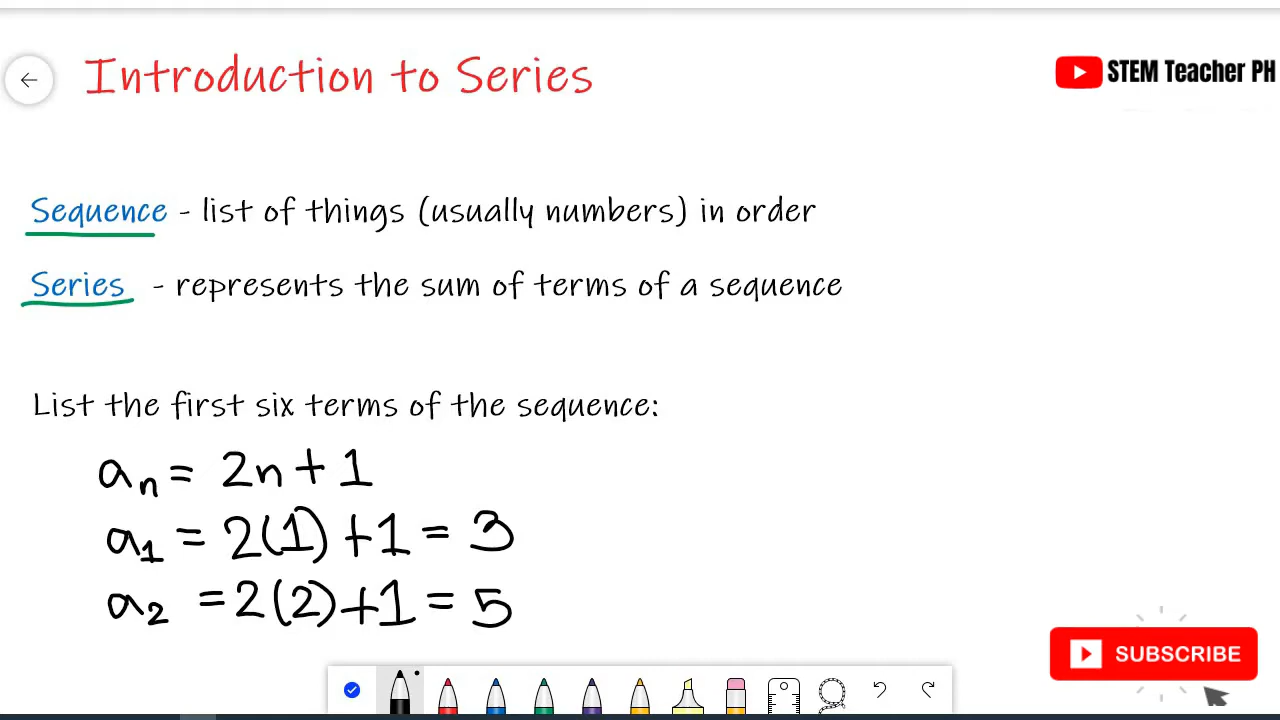 Introduction to Series
STEM Teacher PH
Sequence - list of things (usually numbers) in order
Series - represents the sum of terms of a sequence
List the first six terms of the sequence:
aₙ = 2n + 1
a₁ = 2(1) + 1 = 3
a₂ = 2(2) + 1 = 5
SUBSCRIBE